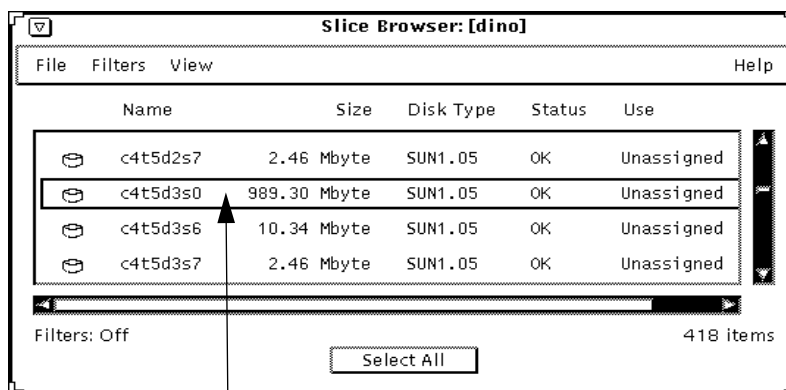 Slice Browser: [dino]
File Filters View Help
Name Size Disk Type Status Use
c4t5d2s7 2.46 Mbyte SUN1.05 OK Unassigned
c4t5d3s0 989.30 Mbyte SUN1.05 OK Unassigned
c4t5d3s6 10.34 Mbyte SUN1.05 OK Unassigned
c4t5d3s7 2.46 Mbyte SUN1.05 OK Unassigned
Filters: Off 418 items
Select All